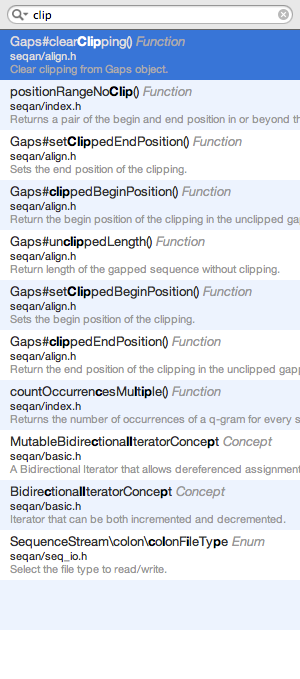 clip
Gaps#clearClipping() Function
seqan/align.h
Clear clipping from Gaps object.
positionRangeNoClip() Function
seqan/index.h
Returns a pair of the begin and end position in or beyond th
Gaps#setClippedEndPosition() Function
seqan/align.h
Sets the end position of the clipping.
Gaps#clippedBeginPosition() Function
seqan/align.h
Return the begin position of the clipping in the unclipped ga
Gaps#unclippedLength() Function
seqan/align.h
Return length of the gapped sequence without clipping.
Gaps#setClippedBeginPosition() Function
seqan/align.h
Sets the begin position of the clipping.
Gaps#clippedEndPosition() Function
seqan/align.h
Return the end position of the clipping in the unclipped gapp
countOccurrencesMultiple() Function
seqan/index.h
Returns the number of occurrences of a q-gram for every s
MutableBidirectionalIteratorConcept Concept
seqan/basic.h
A Bidirectional Iterator that allows dereferenced assignment
BidirectionalIteratorConcept Concept
seqan/basic.h
Iterator that can be both incremented and decremented.
SequenceStream\colon\colonFileType Enum
seqan/seq_io.h
Select the file type to read/write.